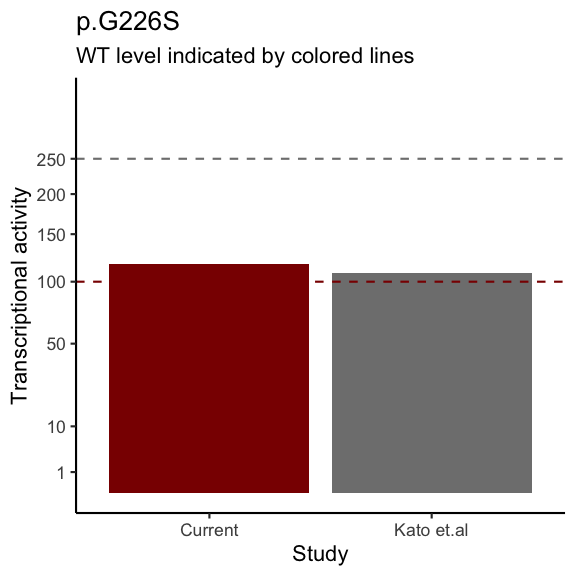 p.G226S
WT level indicated by colored lines
250
200
150
100
50
10
1
Transcriptional activity
Current
Kato et.al
Study